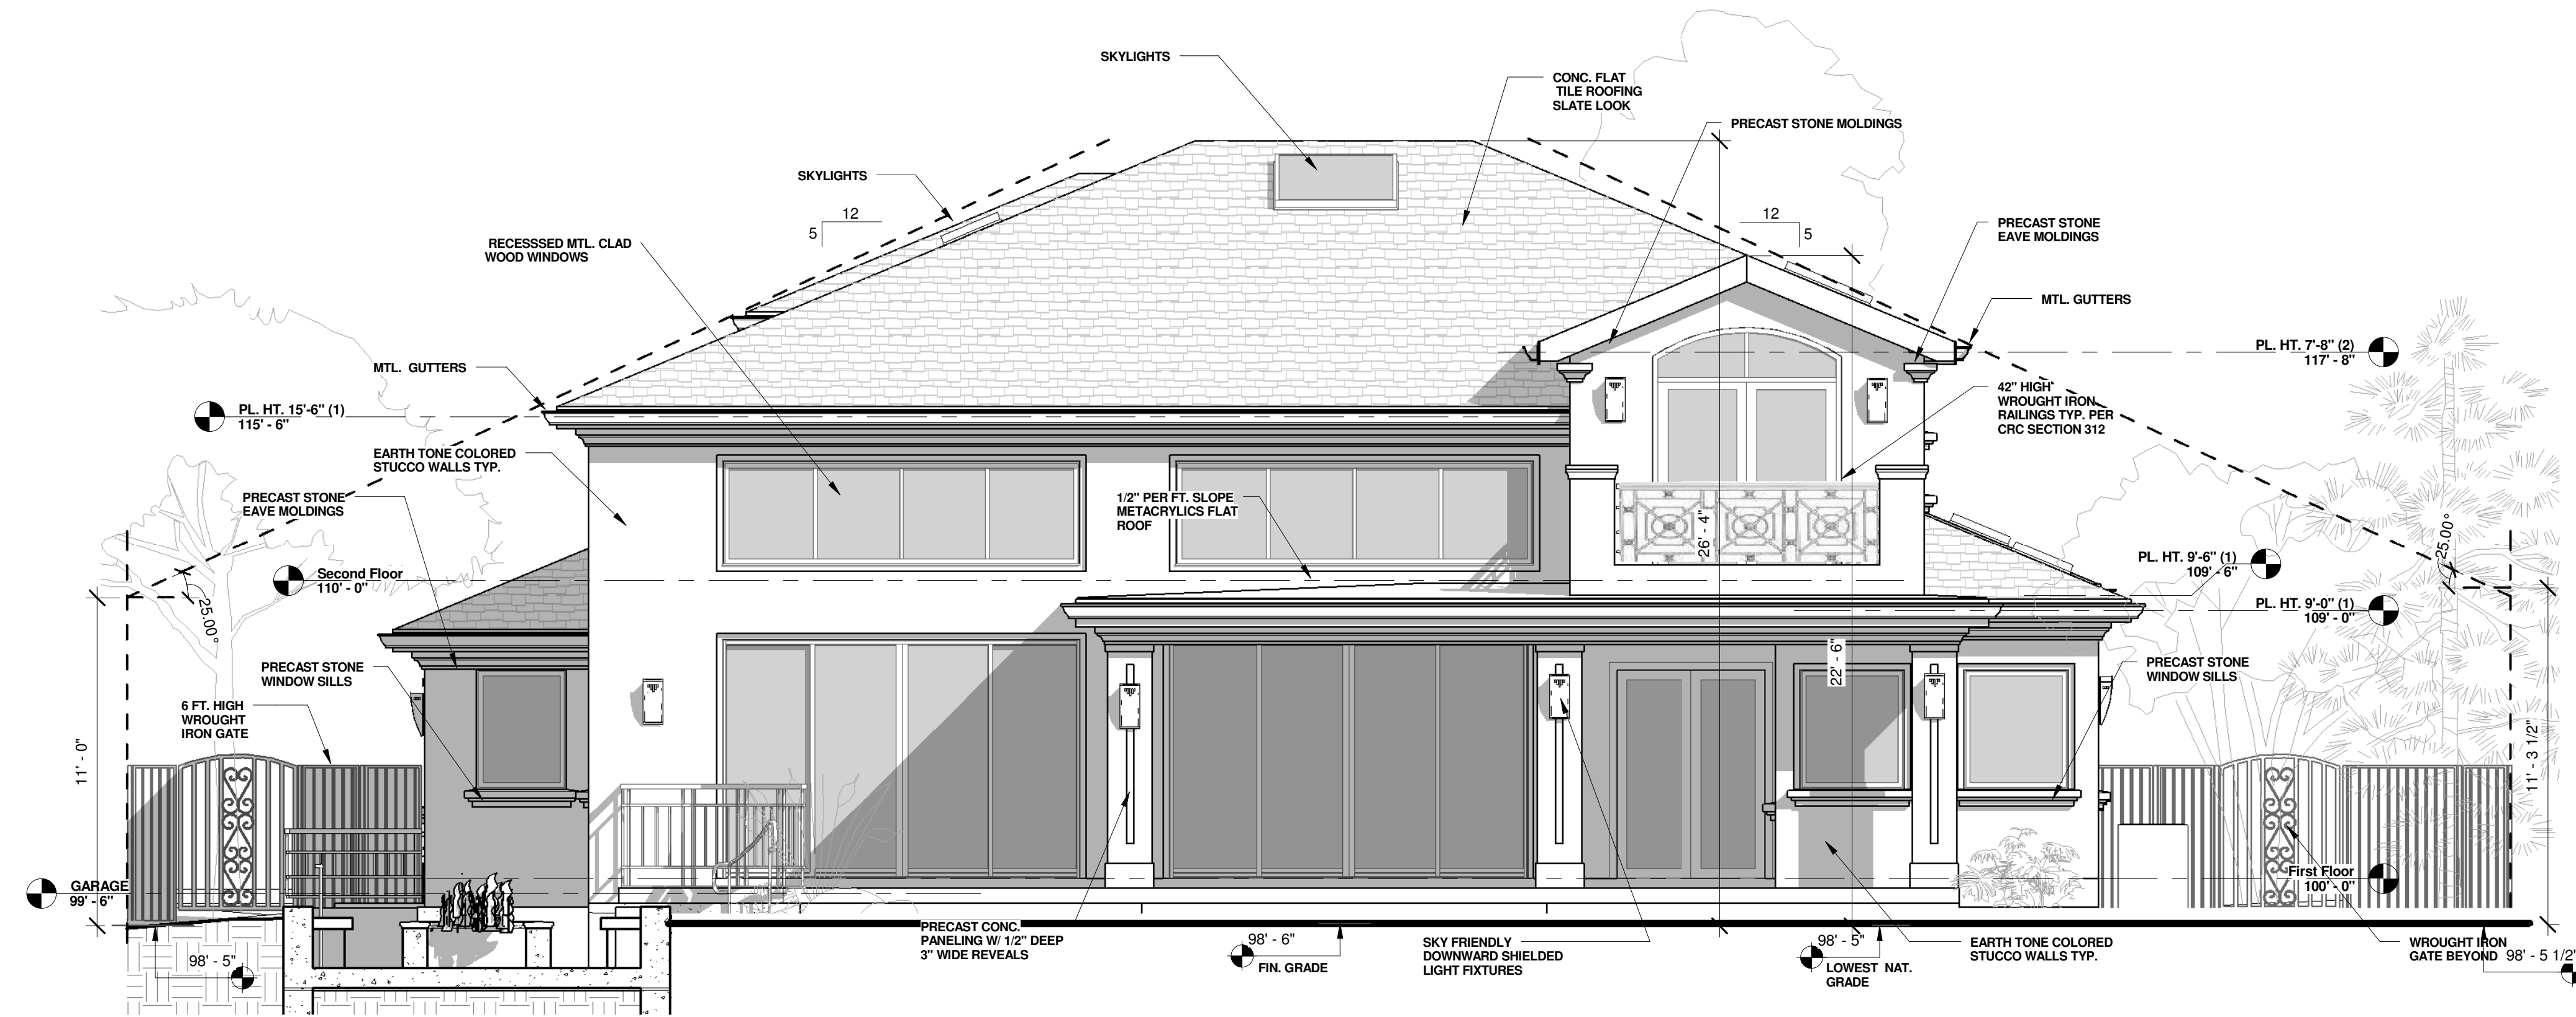 SKYLIGHTS
CONC. FLAT
TILE ROOFING
SLATE LOOK
PRECAST STONE MOLDINGS
SKYLIGHTS
12
5
12
5
PRECAST STONE
EAVE MOLDINGS
RECESSSED MTL. CLAD
WOOD WINDOWS
MTL. GUTTERS
PL. HT. 7'-8" (2)
117' - 8"
MTL. GUTTERS
42" HIGH
WROUGHT IRON
RAILINGS TYP. PER
CRC SECTION 312
PL. HT. 15'-6" (1)
115' - 6"
EARTH TONE COLORED
STUCCO WALLS TYP.
PRECAST STONE
EAVE MOLDINGS
1/2" PER FT. SLOPE
METACRYLICS FLAT
ROOF
26' - 4"
25.00°
PL. HT. 9'-6" (1)
109' - 6"
Second Floor
110' - 0"
25.00°
PL. HT. 9'-0" (1)
109' - 0"
22' - 6"
PRECAST STONE
WINDOW SILLS
PRECAST STONE
WINDOW SILLS
6 FT. HIGH
WROUGHT
IRON GATE
11' - 0"
11' - 3 1/2"
First Floor
100' - 0"
GARAGE
99' - 6"
PRECAST CONC.
PANELING W/ 1/2" DEEP
3" WIDE REVEALS
98' - 6"
FIN. GRADE
SKY FRIENDLY
DOWNWARD SHIELDED
LIGHT FIXTURES
98' - 5"
LOWEST NAT.
GRADE
EARTH TONE COLORED
STUCCO WALLS TYP.
WROUGHT IRON
GATE BEYOND
98' - 5 1/2"
98' - 5"